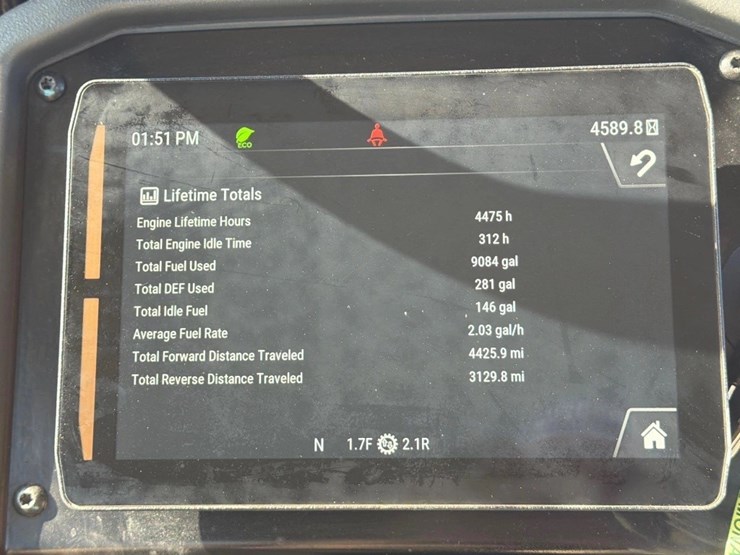 01:51 PM
ECO
4589.8
Lifetime Totals
Engine Lifetime Hours 4475 h
Total Engine Idle Time 312 h
Total Fuel Used 9084 gal
Total DEF Used 281 gal
Total Idle Fuel 146 gal
Average Fuel Rate 2.03 gal/h
Total Forward Distance Traveled 4425.9 mi
Total Reverse Distance Traveled 3129.8 mi
N 1.7F 2.1R